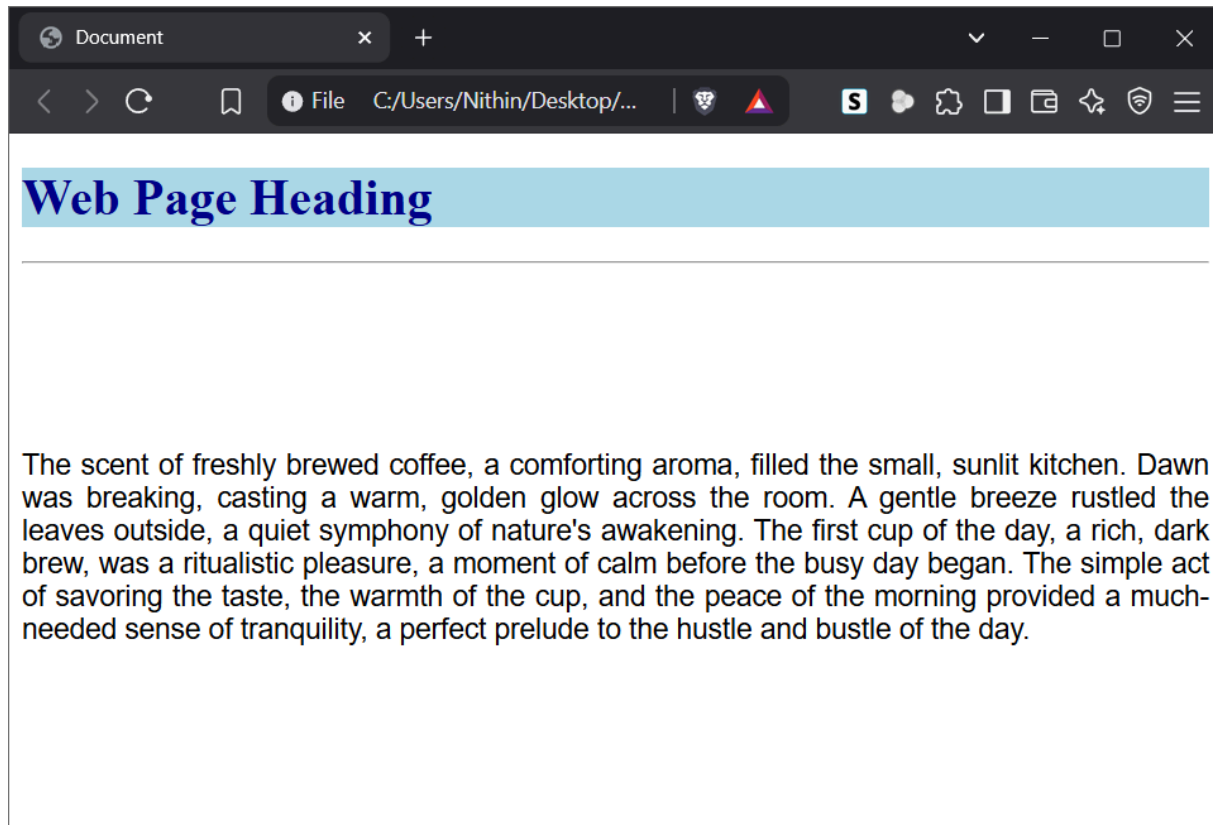 Document
File C:/Users/Nithin/Desktop/...
S
Web Page Heading
The scent of freshly brewed coffee, a comforting aroma, filled the small, sunlit kitchen. Dawn
was breaking, casting a warm, golden glow across the room. A gentle breeze rustled the
leaves outside, a quiet symphony of nature's awakening. The first cup of the day, a rich, dark
brew, was a ritualistic pleasure, a moment of calm before the busy day began. The simple act
of savoring the taste, the warmth of the cup, and the peace of the morning provided a much-
needed sense of tranquility, a perfect prelude to the hustle and bustle of the day.